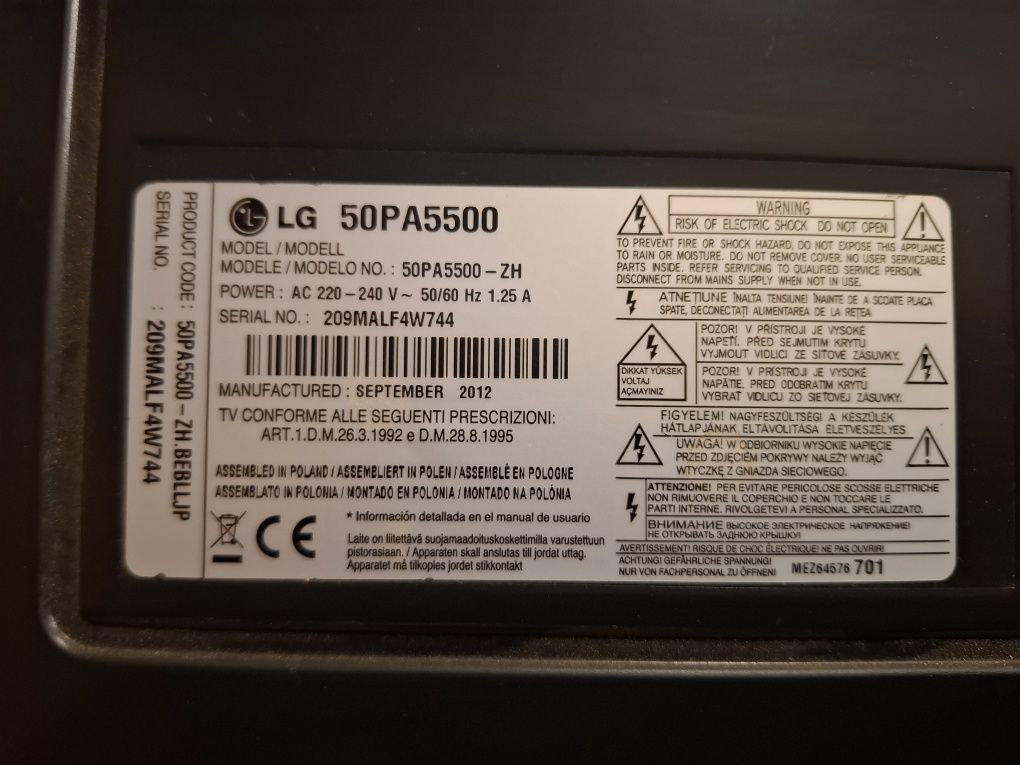 PRODUCT CODE : 50PA5500 - ZH.BEBLLJP
SERIAL NO. : 209MALF4W744
LG 50PA5500
MODEL / MODELL
MODELE / MODELO NO. : 50PA5500 - ZH
POWER : AC 220 - 240 V ~ 50/60 Hz 1.25 A
SERIAL NO. : 209MALF4W744
MANUFACTURED : SEPTEMBER 2012
TV CONFORME ALLE SEGUENTI PRESCRIZIONI:
ART.1.D.M.26.3.1992 e D.M.28.8.1995
ASSEMBLED IN POLAND / ASSEMBLIERT IN POLEN / ASSEMBLÉ EN POLOGNE
ASSEMBLATO IN POLONIA / MONTADO EN POLONIA / MONTADO NA POLÓNIA
* Información detallada en el manual de usuario
CE
Laite on liitettävä suojamaadoituskoskettimilla varustettuun
pistorasiaan. / Apparaten skall anslutas till jordat uttag.
Apparatet må tilkoples jordet stikkontakt
WARNING
RISK OF ELECTRIC SHOCK DO NOT OPEN
TO PREVENT FIRE OR SHOCK HAZARD, DO NOT EXPOSE THIS APPLIANCE
TO RAIN OR MOISTURE. DO NOT REMOVE COVER. NO USER SERVICEABLE
PARTS INSIDE. REFER SERVICING TO QUALIFIED SERVICE PERSON.
DISCONNECT FROM MAINS SUPPLY WHEN NOT IN USE.
ATNEŢIUNE ÎNALTA TENSIUNE! ÎNAINTE DE A SCOATE PLACA
SPATE, DECONECTAŢI ALIMENTAREA DE LA REŢEA
DIKKAT YÜKSEK
VOLTAJ
AÇMAYINIZ
POZOR! V PŘÍSTROJI JE VYSOKÉ
NAPETÍ. PŘED SEJMUTIM KRYTU
VYJMOUT VIDLICI ZE SÍTOVÉ ZÁSUVKY.
POZOR! V PRÍSTROJI JE VYSOKÉ
NAPÄTIE. PRED ODOBRATIM KRYTU
VYBRAŤ VIDLICU ZO SIEŤOVEJ ZÁSUVKY.
FIGYELEM! NAGYFESZÜLTSÉGI A KÉSZÜLÉK
HÁTLAPJÁNAK, ELTÁVOLÍTÁSA ÉLETVESZÉLYES
UWAGA! W ODBIORNIKU WYSOKIE NAPIĘCIE
PRZED ZDJĘCIEM POKRYWY NALEŻY WYJĄĆ
WTYCZKĘ Z GNIAZDA SIECIOWEGO.
ATTENZIONE! PER EVITARE PERICOLOSE SCOSSE ELETTRICHE
NON RIMUOVERE IL COPERCHIO E NON TOCCARE LE
PARTI INTERNE. RIVOLGETEVI A PERSONAL SPECIALIZZATO.
ВНИМАНИЕ ВЫСОКОЕ ЭЛЕКТРИЧЕСКОЕ НАПРЯЖЕНИЕ!
НЕ ОТКРЫВАТЬ ЗАДНЮЮ КРЫШКУ!
AVERTISSEMENT! RISQUE DE CHOC ÉLECTRIQUE! NE PAS OUVRIR!
ACHTUNG! GEFÄHRLICHE SPANNUNG!
NUR VON FACHPERSONAL ZU ÖFFNEN!
MEZ64576 701